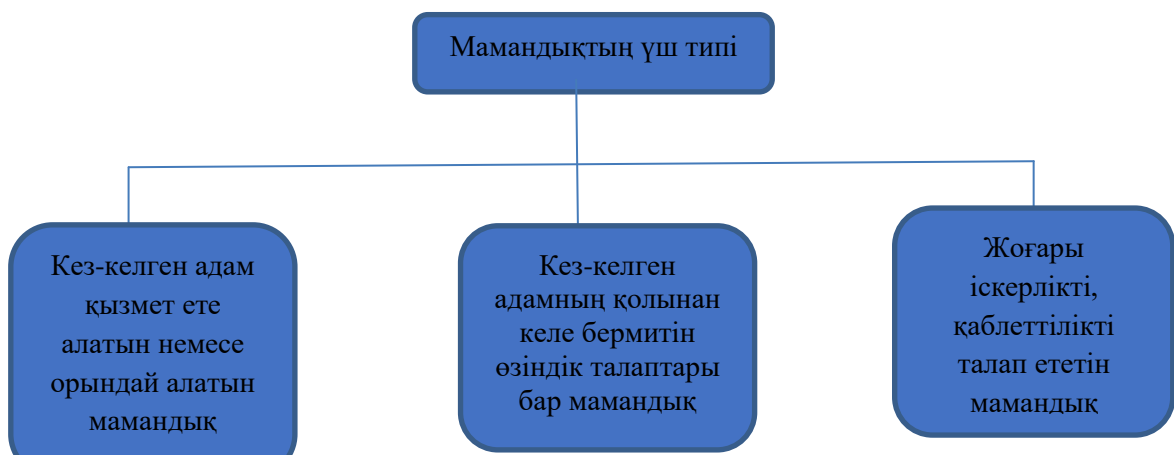 Мамандықтың үш типі
Кез-келген адам
қызмет ете
алатын немесе
орындай алатын
мамандық
Кез-келген
адамның қолынан
келе бермитін
өзіндік талаптары
бар мамандық
Жоғары
іскерлікті,
қаблеттілікті
талап ететін
мамандық